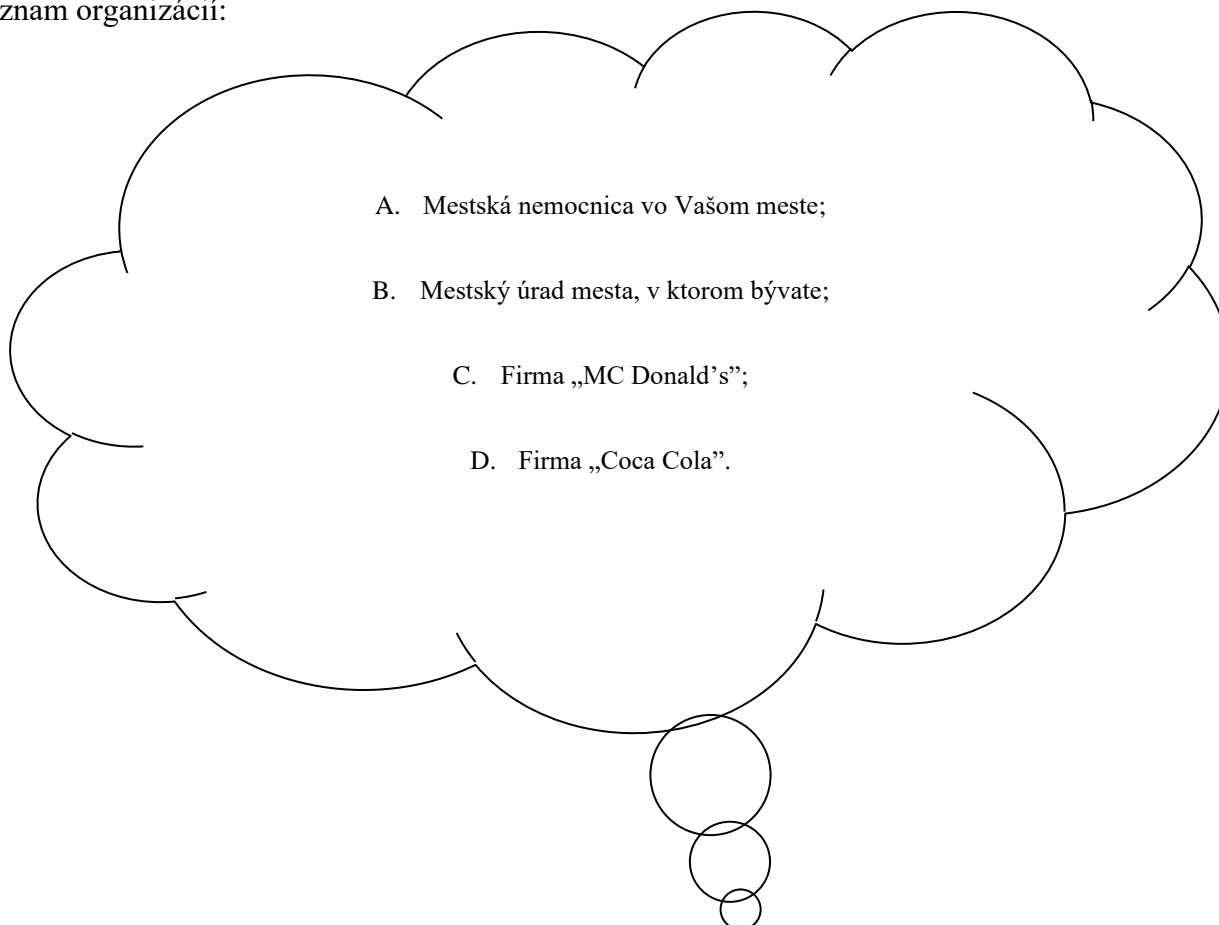 znam organizácií:
A. Mestská nemocnica vo Vašom meste;
B. Mestský úrad mesta, v ktorom bývate;
C. Firma „MC Donald’s”;
D. Firma „Coca Cola”.